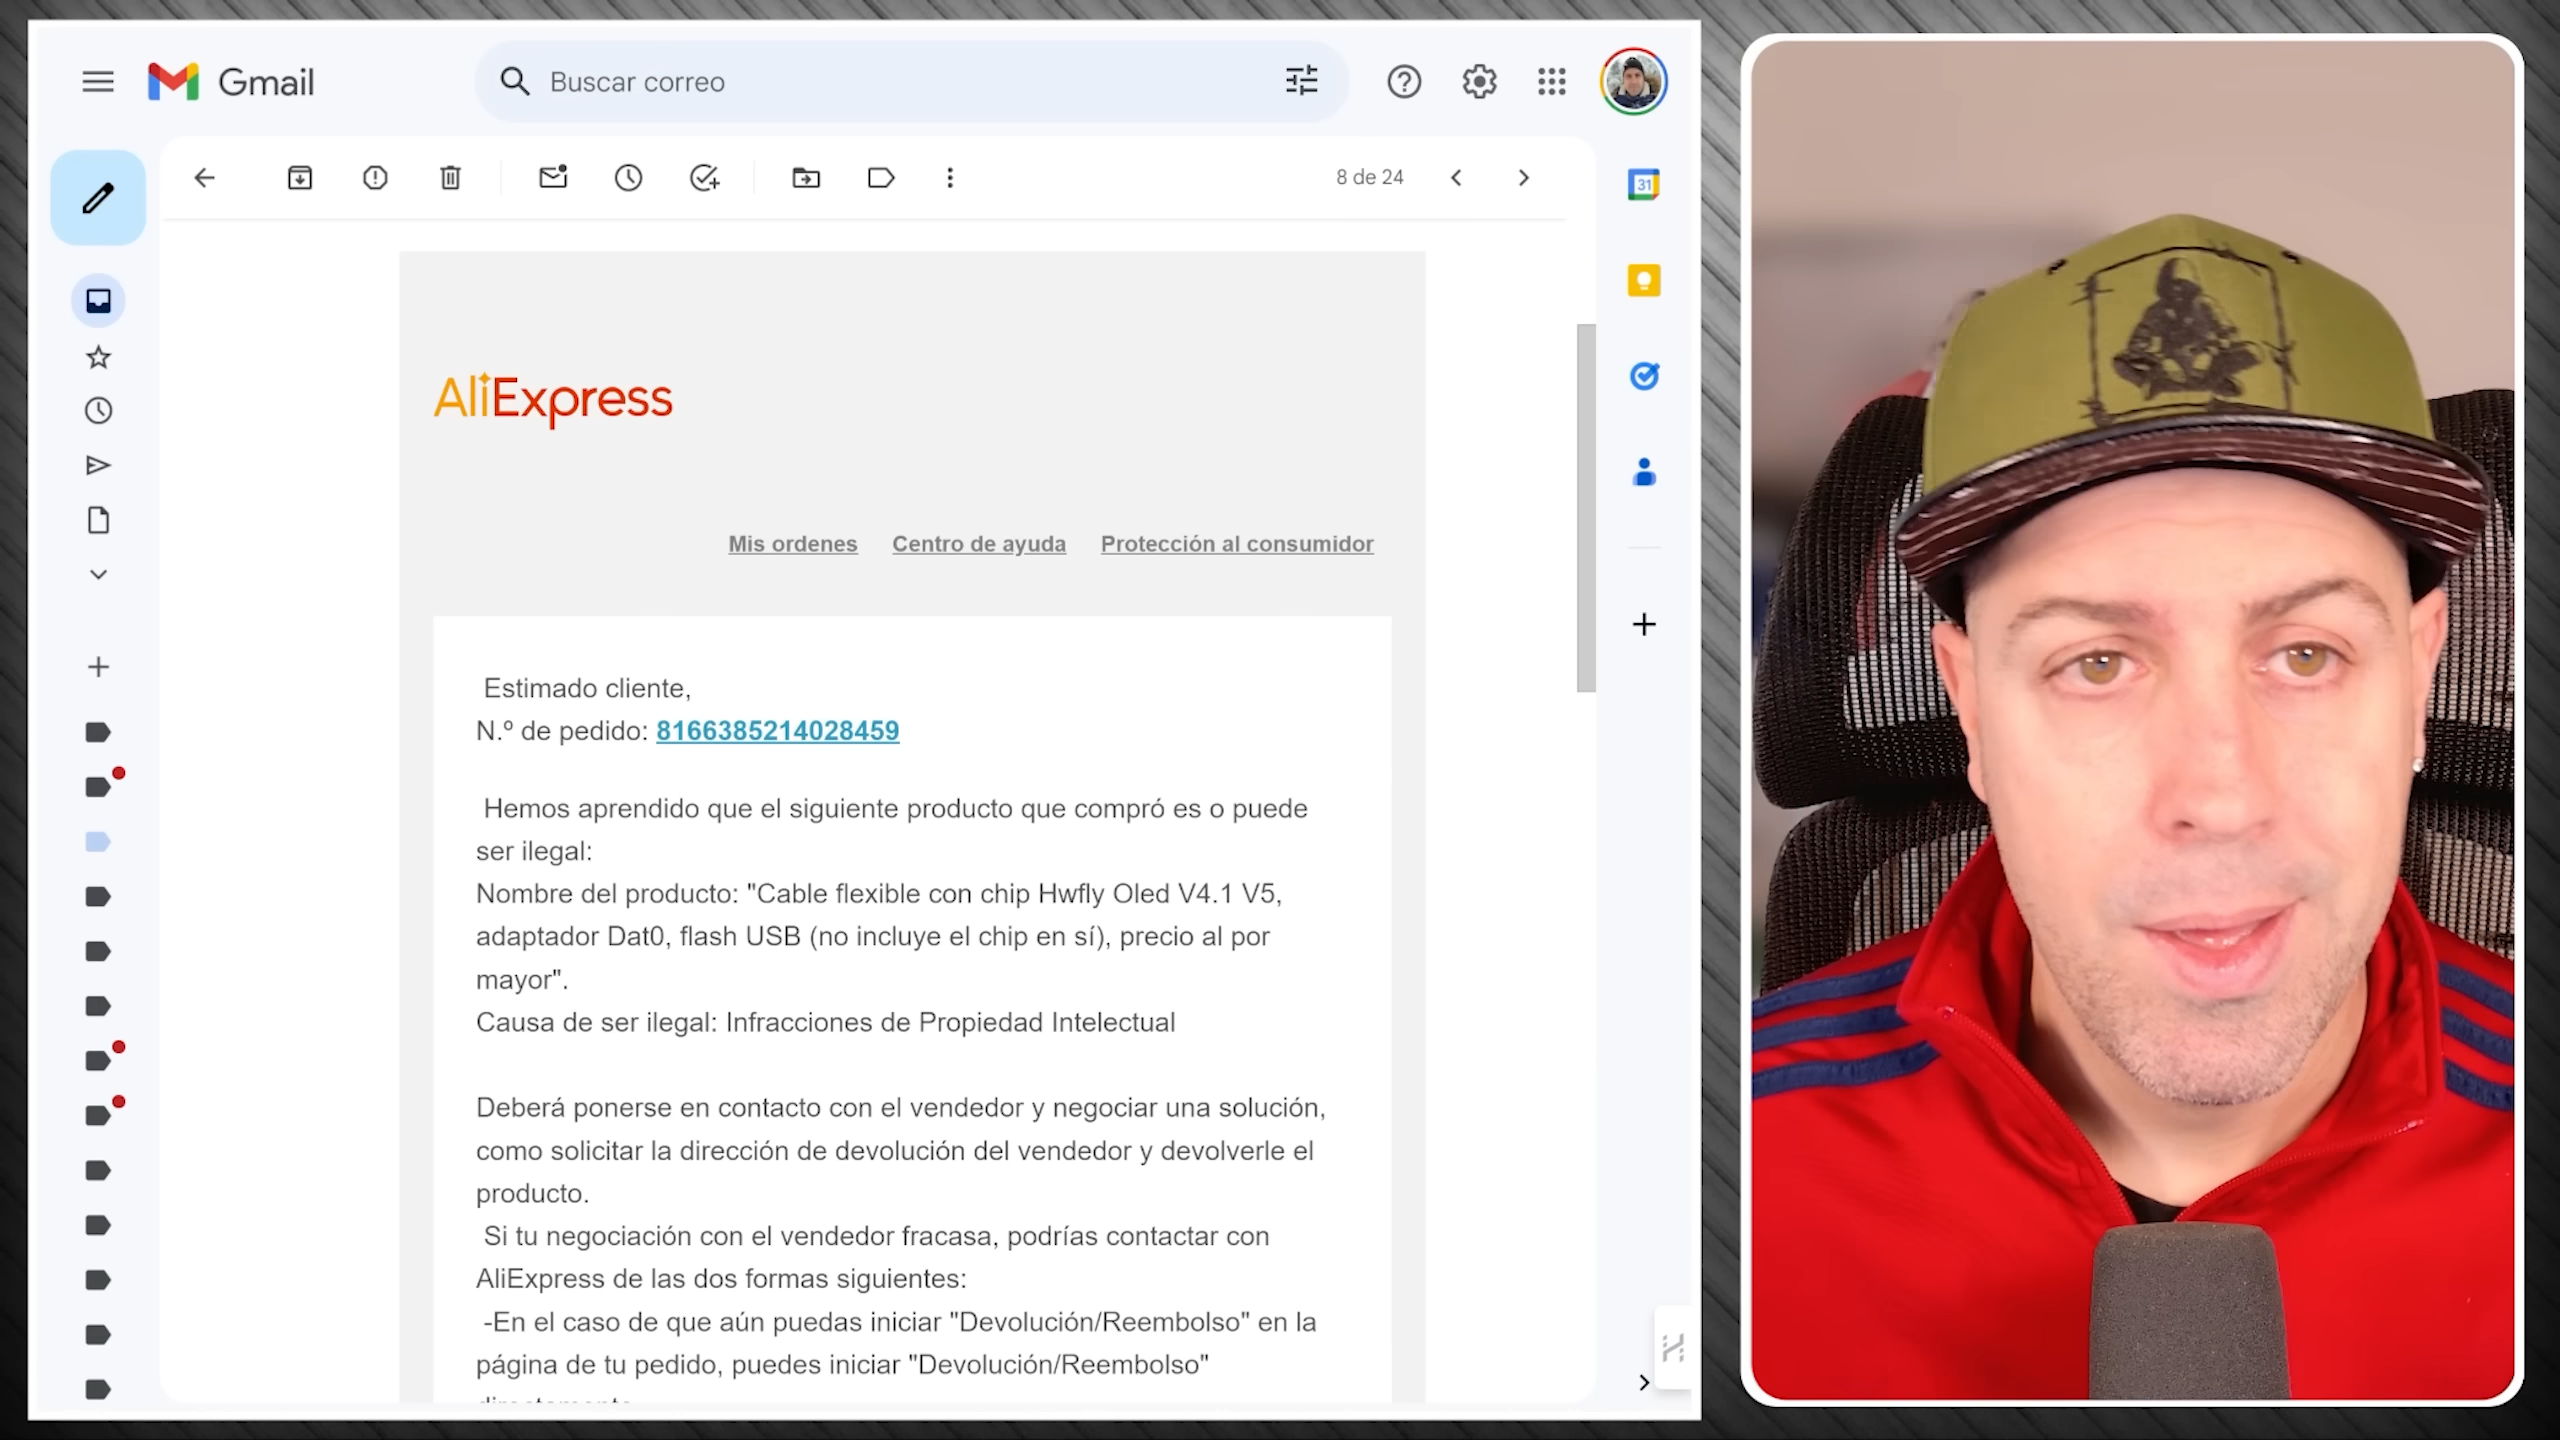 Gmail
Buscar correo
8 de 24
31
AliExpress
Mis ordenes Centro de ayuda Protección al consumidor
Estimado cliente,
N.º de pedido: 8166385214028459
Hemos aprendido que el siguiente producto que compró es o puede
ser ilegal:
Nombre del producto: "Cable flexible con chip Hwfly Oled V4.1 V5,
adaptador Dat0, flash USB (no incluye el chip en sí), precio al por
mayor".
Causa de ser ilegal: Infracciones de Propiedad Intelectual
Deberá ponerse en contacto con el vendedor y negociar una solución,
como solicitar la dirección de devolución del vendedor y devolverle el
producto.
Si tu negociación con el vendedor fracasa, podrías contactar con
AliExpress de las dos formas siguientes:
-En el caso de que aún puedas iniciar "Devolución/Reembolso" en la
página de tu pedido, puedes iniciar "Devolución/Reembolso"